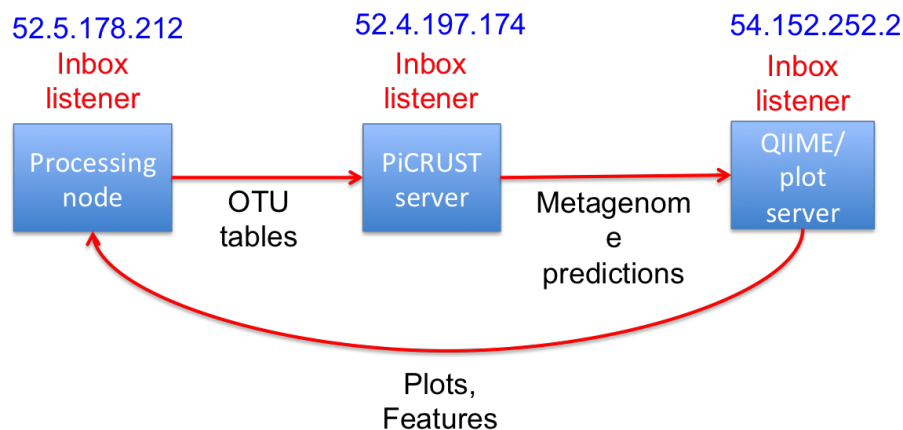 52.5.178.212
52.4.197.174
54.152.252.2
Inbox
listener
Inbox
listener
Inbox
listener
Processing
node
PiCRUST
server
QIIME/
plot
server
OTU
tables
Metagenom
e
predictions
Plots,
Features